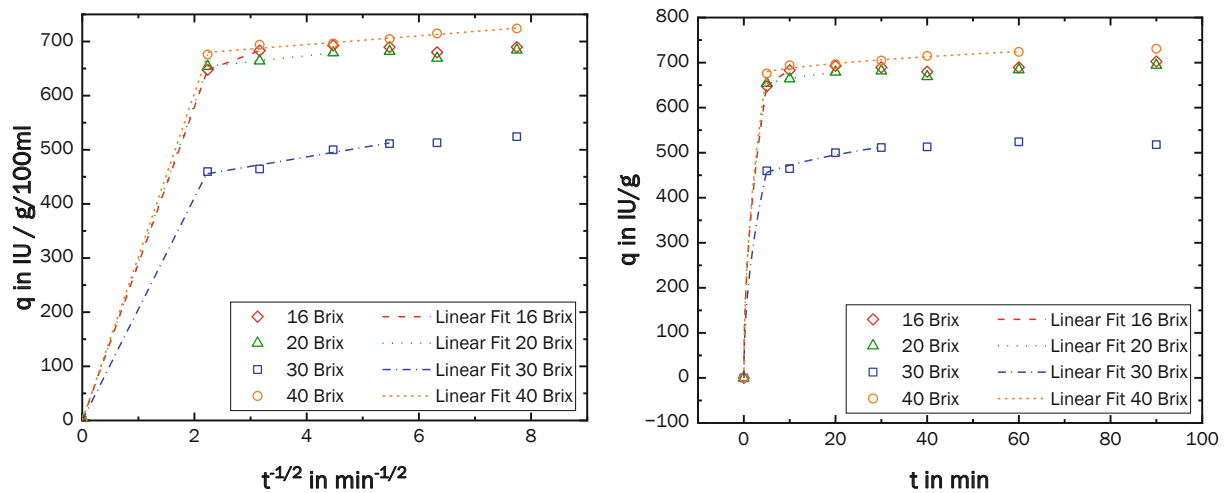 700
600
500
400
300
200
100
0
q in IU / g/100ml
0 2 4 6 8
t-1/2 in min-1/2
16 Brix Linear Fit 16 Brix
20 Brix Linear Fit 20 Brix
30 Brix Linear Fit 30 Brix
40 Brix Linear Fit 40 Brix
800
700
600
500
400
300
200
100
0
−100
q in IU/g
0 20 40 60 80 100
t in min
16 Brix Linear Fit 16 Brix
20 Brix Linear Fit 20 Brix
30 Brix Linear Fit 30 Brix
40 Brix Linear Fit 40 Brix